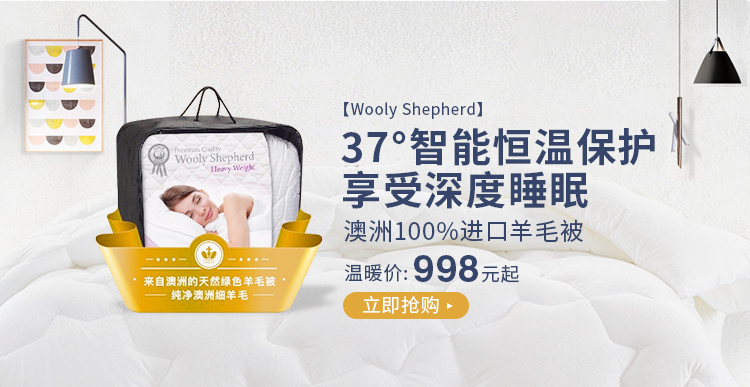 Premium Quality
Wooly Shepherd
Heavy Weight
来自澳洲的天然绿色羊毛被
纯净澳洲细羊毛
【Wooly Shepherd】
37°智能恒温保护
享受深度睡眠
澳洲100%进口羊毛被
温暖价: 998元起
立即抢购